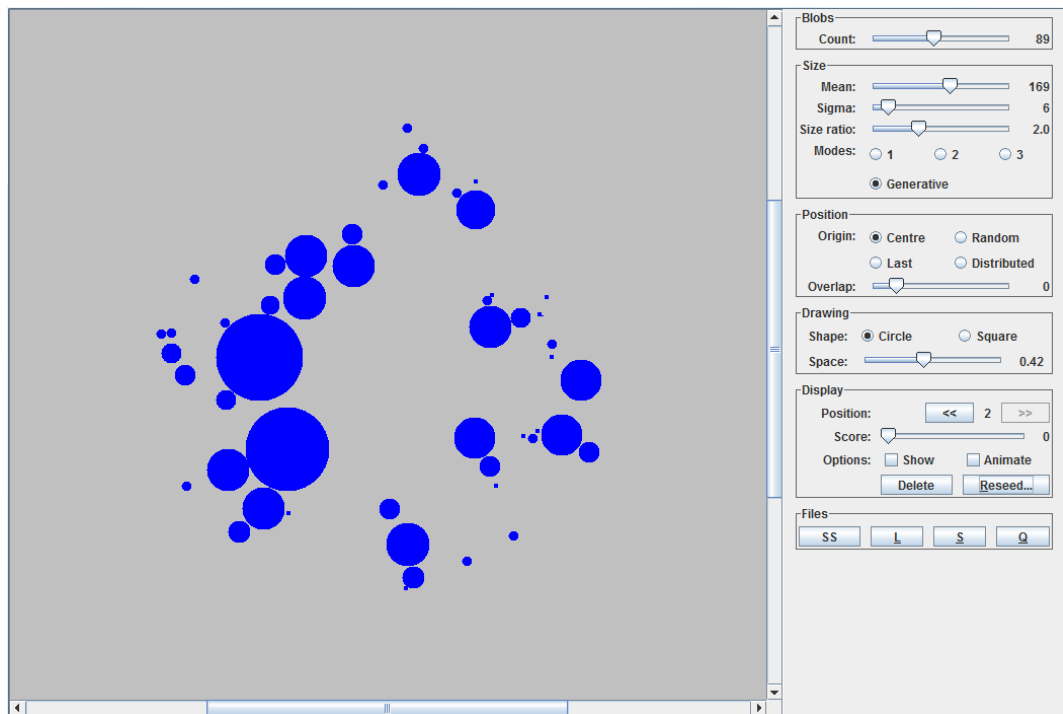 Blobs
Count: 89
Size
Mean: 169
Sigma: 6
Size ratio: 2.0
Modes: 1 2 3
Generative
Position
Origin: Centre Random
Last Distributed
Overlap: 0
Drawing
Shape: Circle Square
Space: 0.42
Display
Position: << 2 >>
Score: 0
Options: Show Animate
Delete Reseed...
Files
SS L S Q